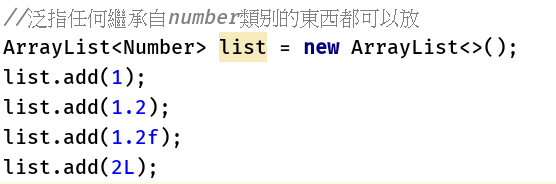 //泛指任何繼承自number類別的東西都可以放
ArrayList<Number> list = new ArrayList<>();
list.add(1);
list.add(1.2);
list.add(1.2f);
list.add(2L);